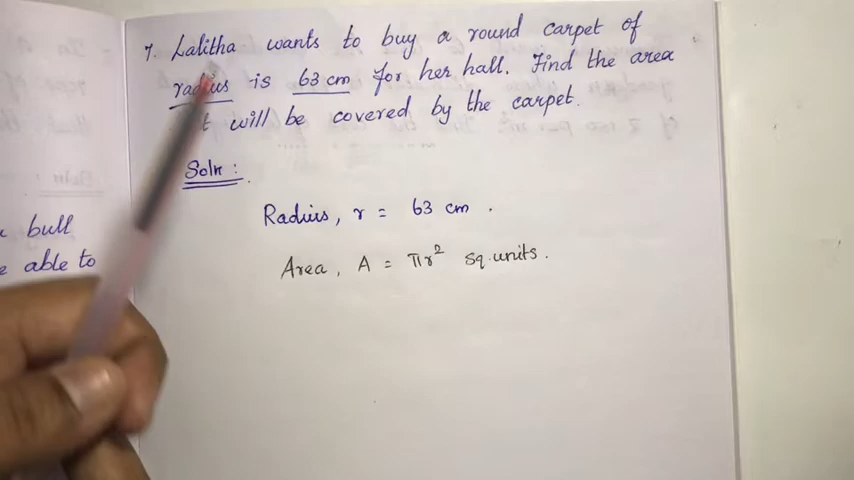 7. Lalitha wants to buy a round carpet of
radius is 63 cm for her hall. Find the area
t will be covered by the carpet.
Soln :
Radius, r = 63 cm .
Area, A = πr² sq.units.
bull
able to